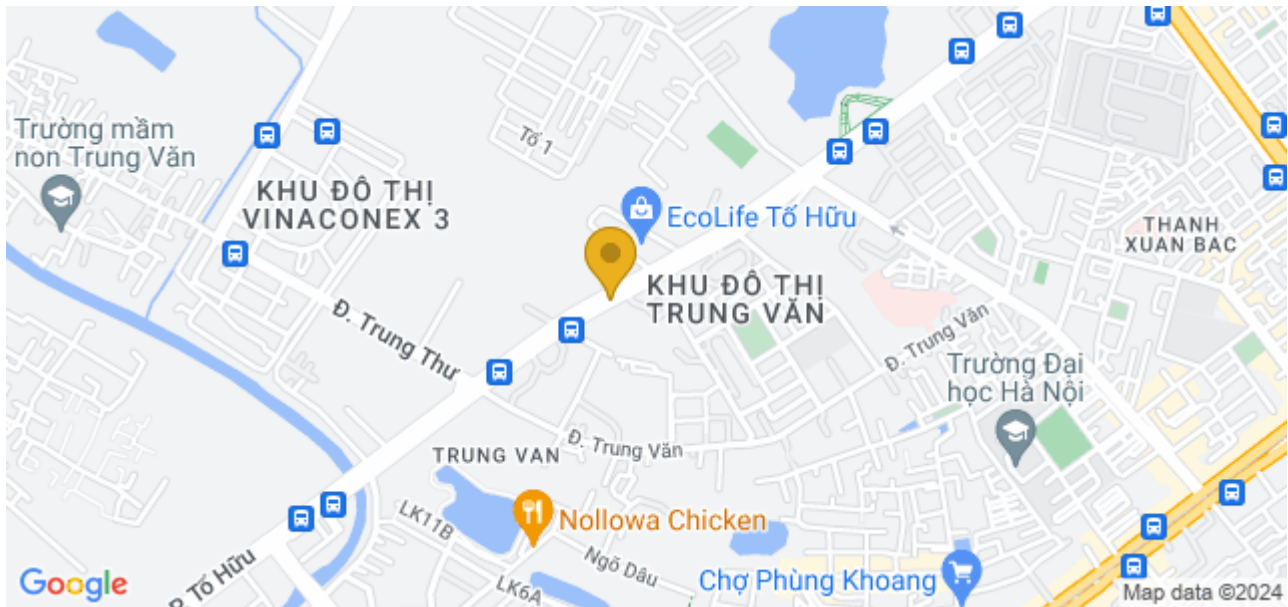 Trường mầm
non Trung Văn
Tổ 1
KHU ĐÔ THỊ
VINACONEX 3
EcoLife Tố Hữu
THANH
XUAN BAC
KHU ĐÔ THỊ
TRUNG VĂN
Đ. Trung Thư
Đ. Trung Văn
Trường Đại
học Hà Nội
Đ. Trung Văn
TRUNG VAN
LK11B
Nollowa Chicken
Ngõ Dâu
P. Tố Hữu
LK6A
Chợ Phùng Khoang
Google
Map data ©2024